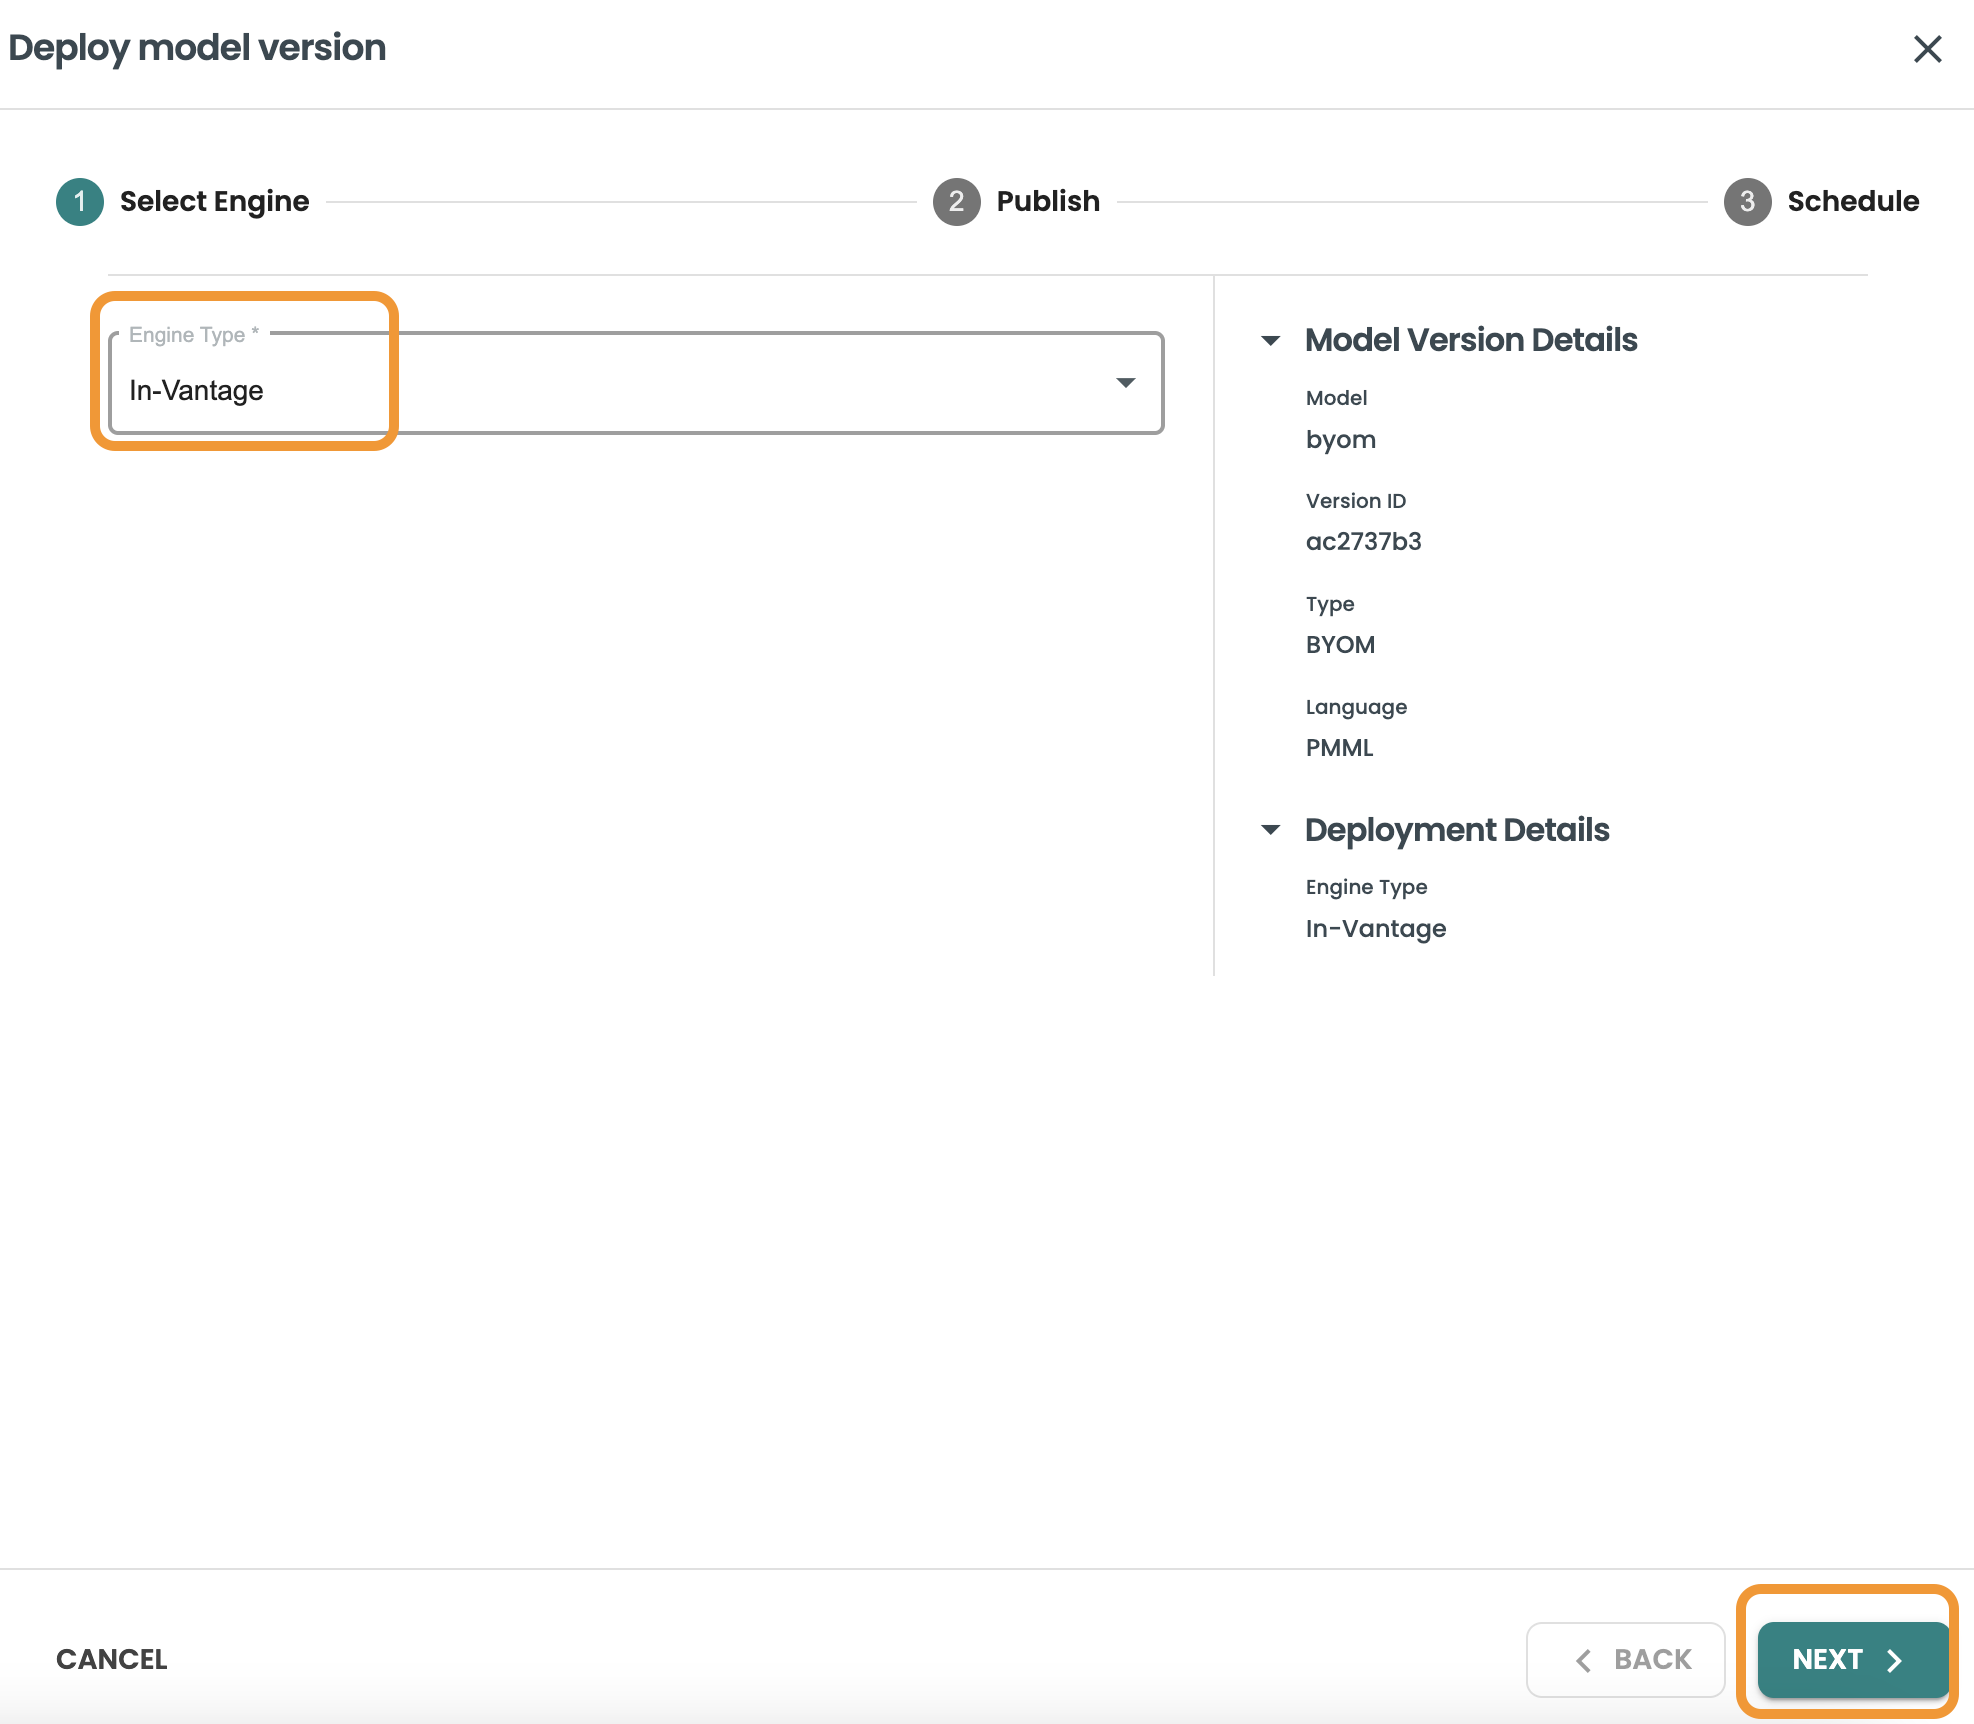 Deploy model version
1 Select Engine 2 Publish 3 Schedule
Engine Type *
In-Vantage
Model Version Details
Model
byom
Version ID
ac2737b3
Type
BYOM
Language
PMML
Deployment Details
Engine Type
In-Vantage
CANCEL BACK NEXT